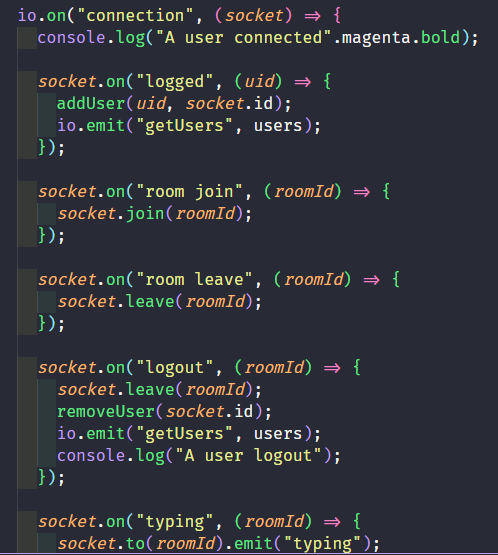 io.on("connection", (socket) => {
  console.log("A user connected".magenta.bold);
  socket.on("logged", (uid) => {
    addUser(uid, socket.id);
    io.emit("getUsers", users);
  });
  socket.on("room join", (roomId) => {
    socket.join(roomId);
  });
  socket.on("room leave", (roomId) => {
    socket.leave(roomId);
  });
  socket.on("logout", (roomId) => {
    socket.leave(roomId);
    removeUser(socket.id);
    io.emit("getUsers", users);
    console.log("A user logout");
  });
  socket.on("typing", (roomId) => {
    socket.to(roomId).emit("typing");